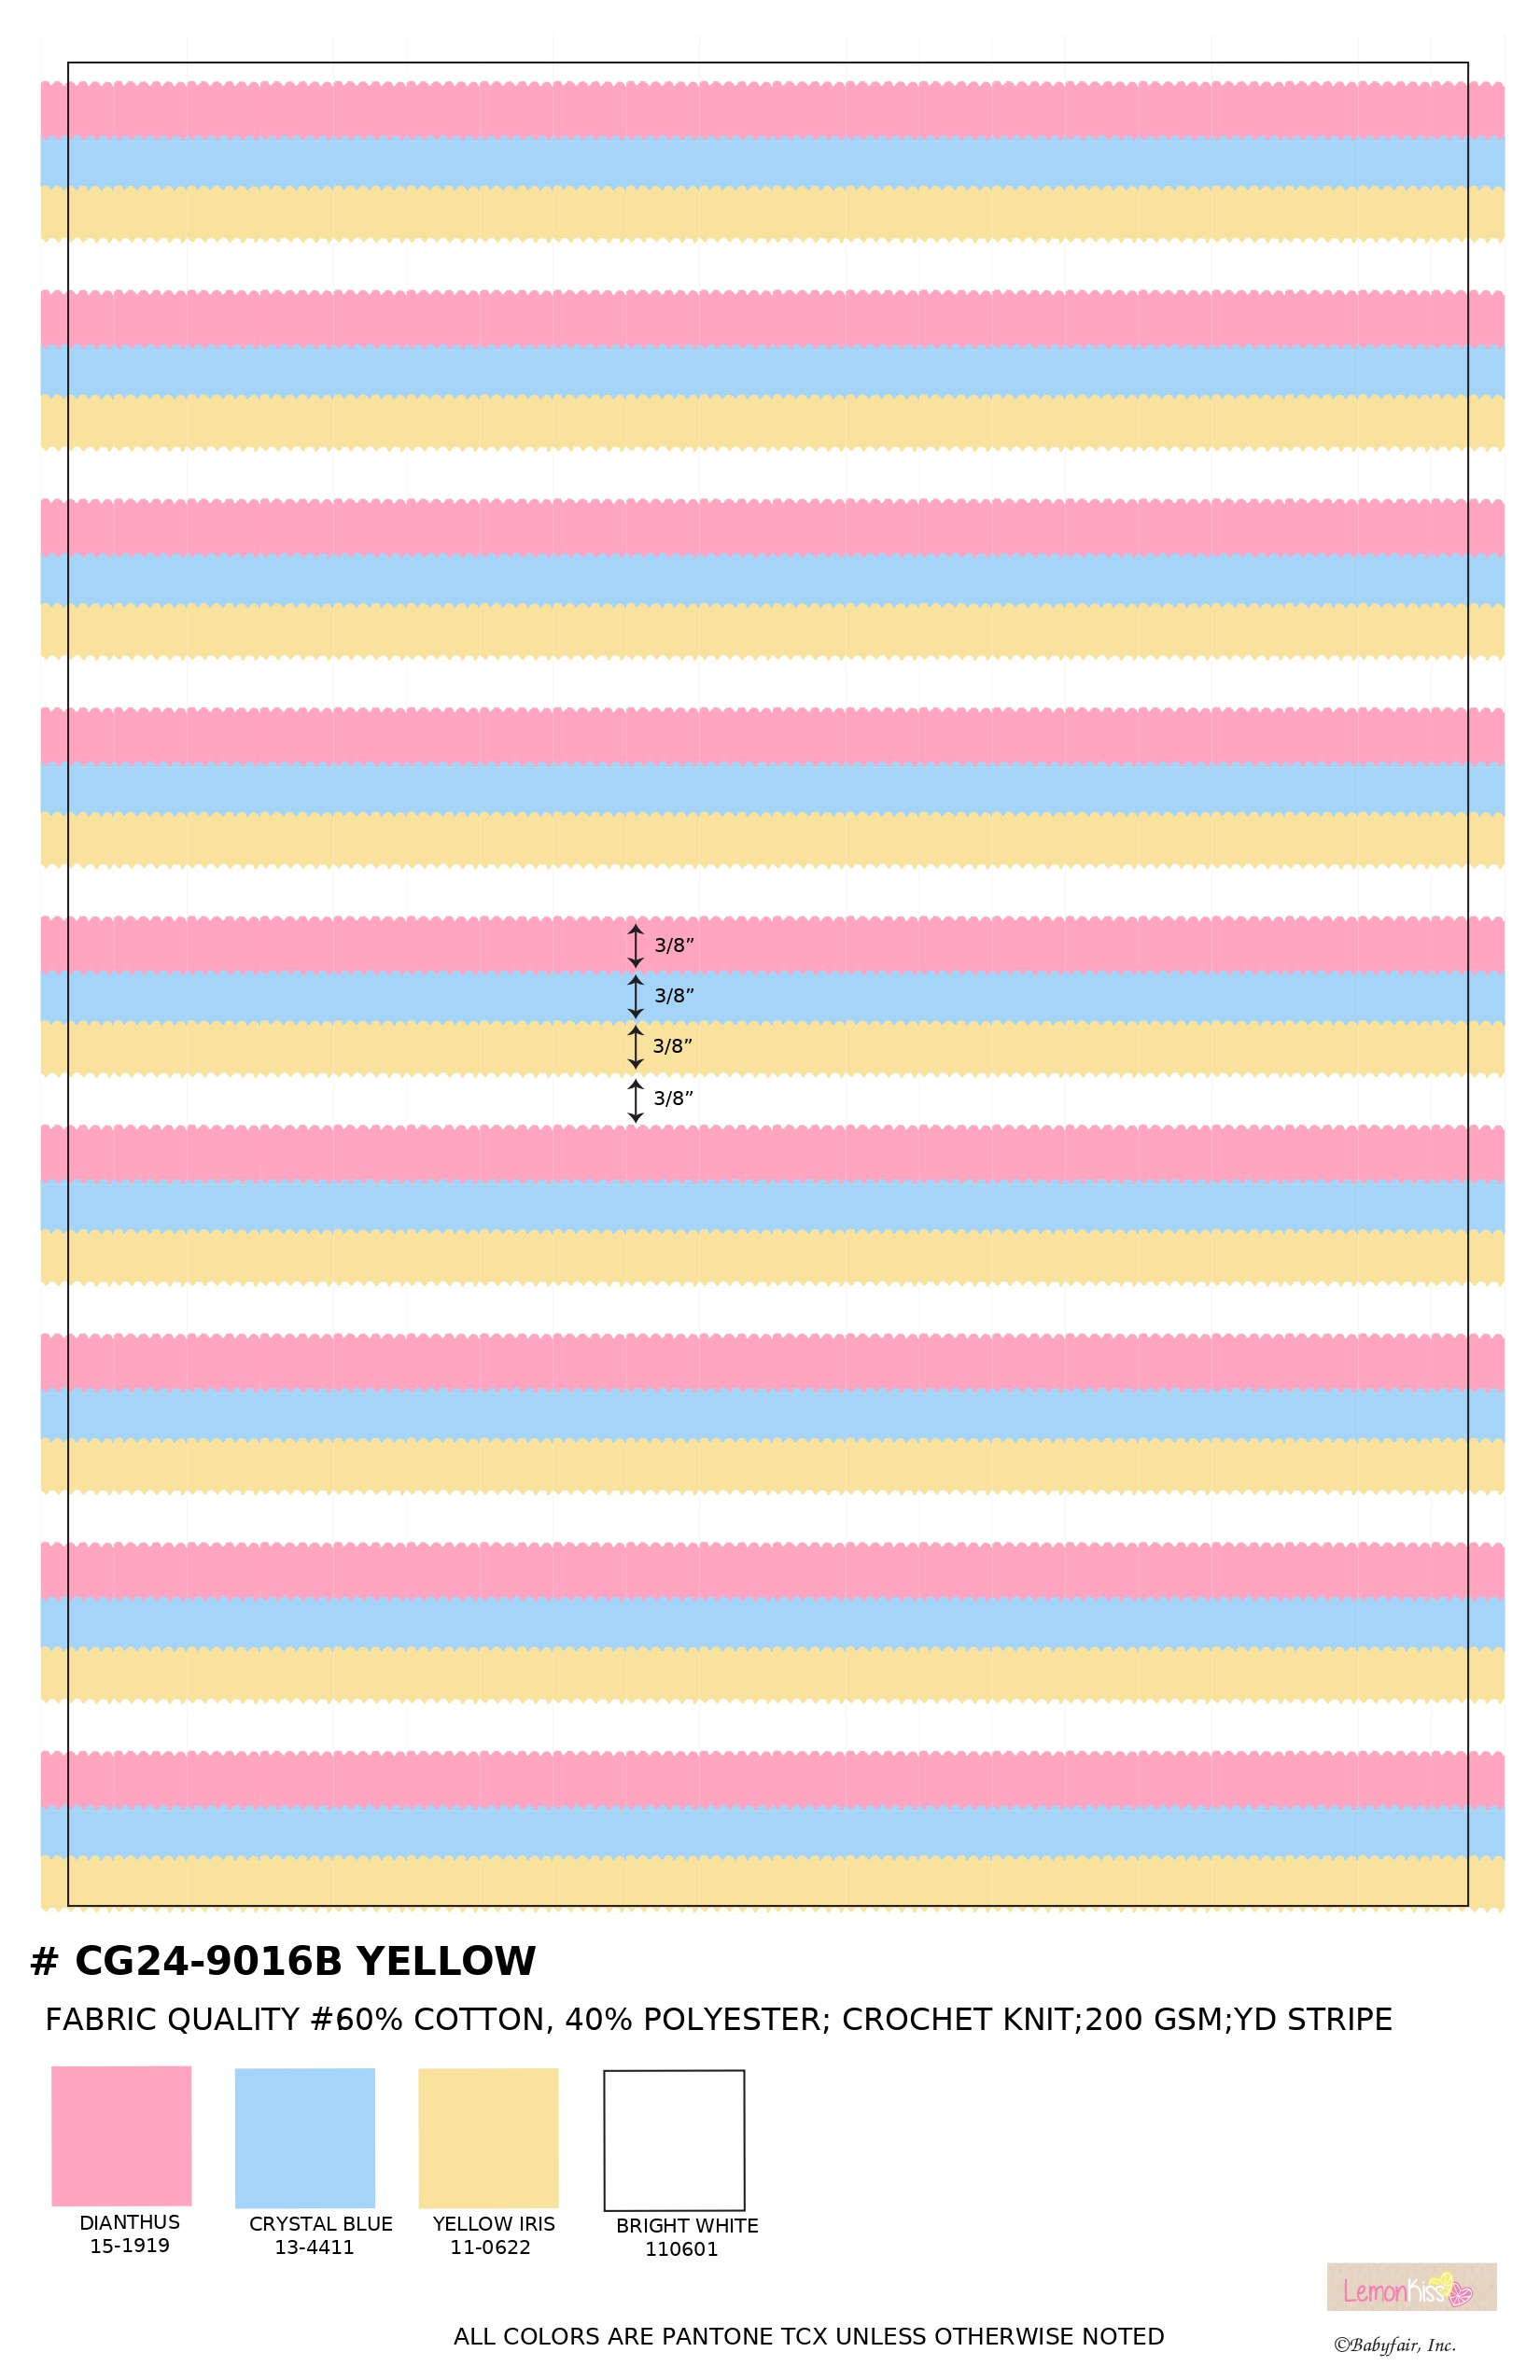 3/8”
3/8”
3/8”
3/8”
# CG24-9016B YELLOW
FABRIC QUALITY #60% COTTON, 40% POLYESTER; CROCHET KNIT;200 GSM;YD STRIPE
DIANTHUS
15-1919
CRYSTAL BLUE
13-4411
YELLOW IRIS
11-0622
BRIGHT WHITE
110601
LemonKiss
ALL COLORS ARE PANTONE TCX UNLESS OTHERWISE NOTED
©Babyfair, Inc.